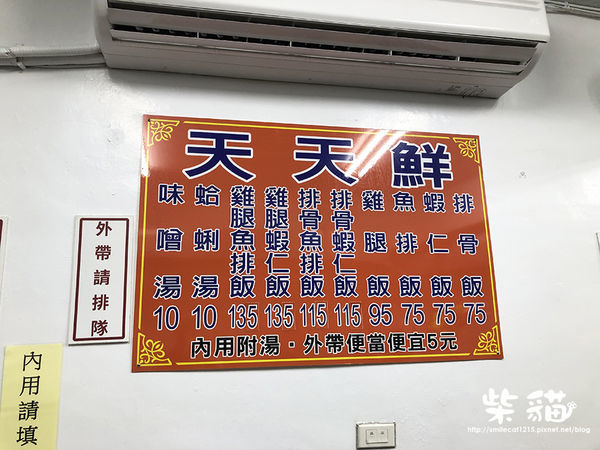 天天鮮
排骨飯 75
蝦仁飯 75
魚排飯 75
雞腿飯 95
排骨蝦仁飯 115
排骨魚排飯 115
雞腿蝦仁飯 135
雞腿魚排飯 135
蛤蜊湯 10
味噌湯 10
內用附湯・外帶便當便宜5元
外帶請排隊
內用請填
柴貓
http://smilecat1215.pixnet.net/blog